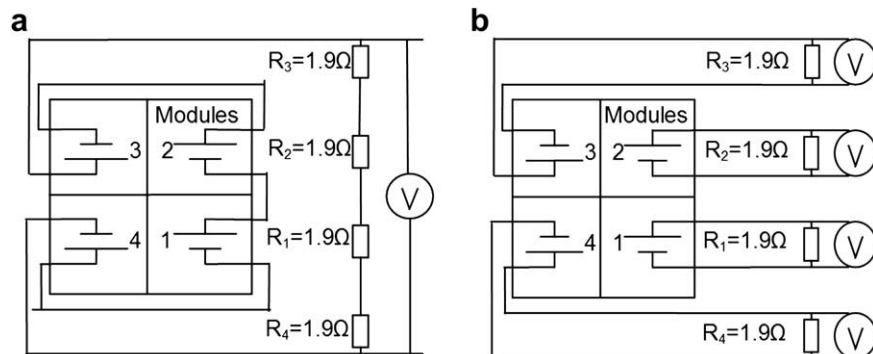 a
R3=1.9Ω
Modules
3 2
R2=1.9Ω
V
4 1
R1=1.9Ω
R4=1.9Ω
b
R3=1.9Ω
V
Modules
3 2
R2=1.9Ω
V
4 1
R1=1.9Ω
V
R4=1.9Ω
V